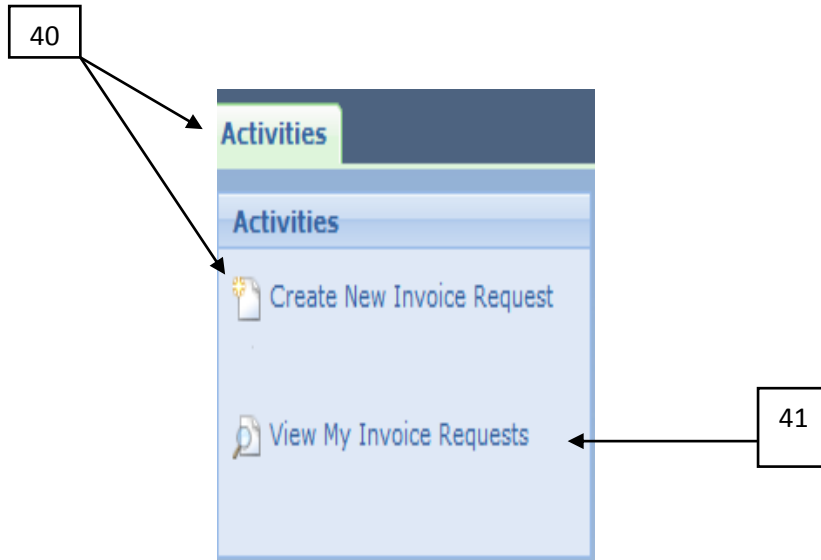 40
Activities
Activities
Create New Invoice Request
View My Invoice Requests
41